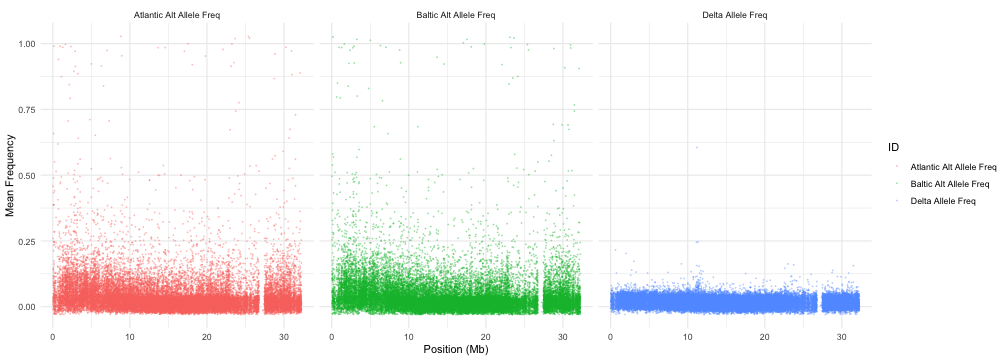 Atlantic Alt Allele Freq
Baltic Alt Allele Freq
Delta Allele Freq
Mean Frequency
1.00
0.75
0.50
0.25
0.00
0 10 20 30
0 10 20 30
0 10 20 30
Position (Mb)
ID
Atlantic Alt Allele Freq
Baltic Alt Allele Freq
Delta Allele Freq